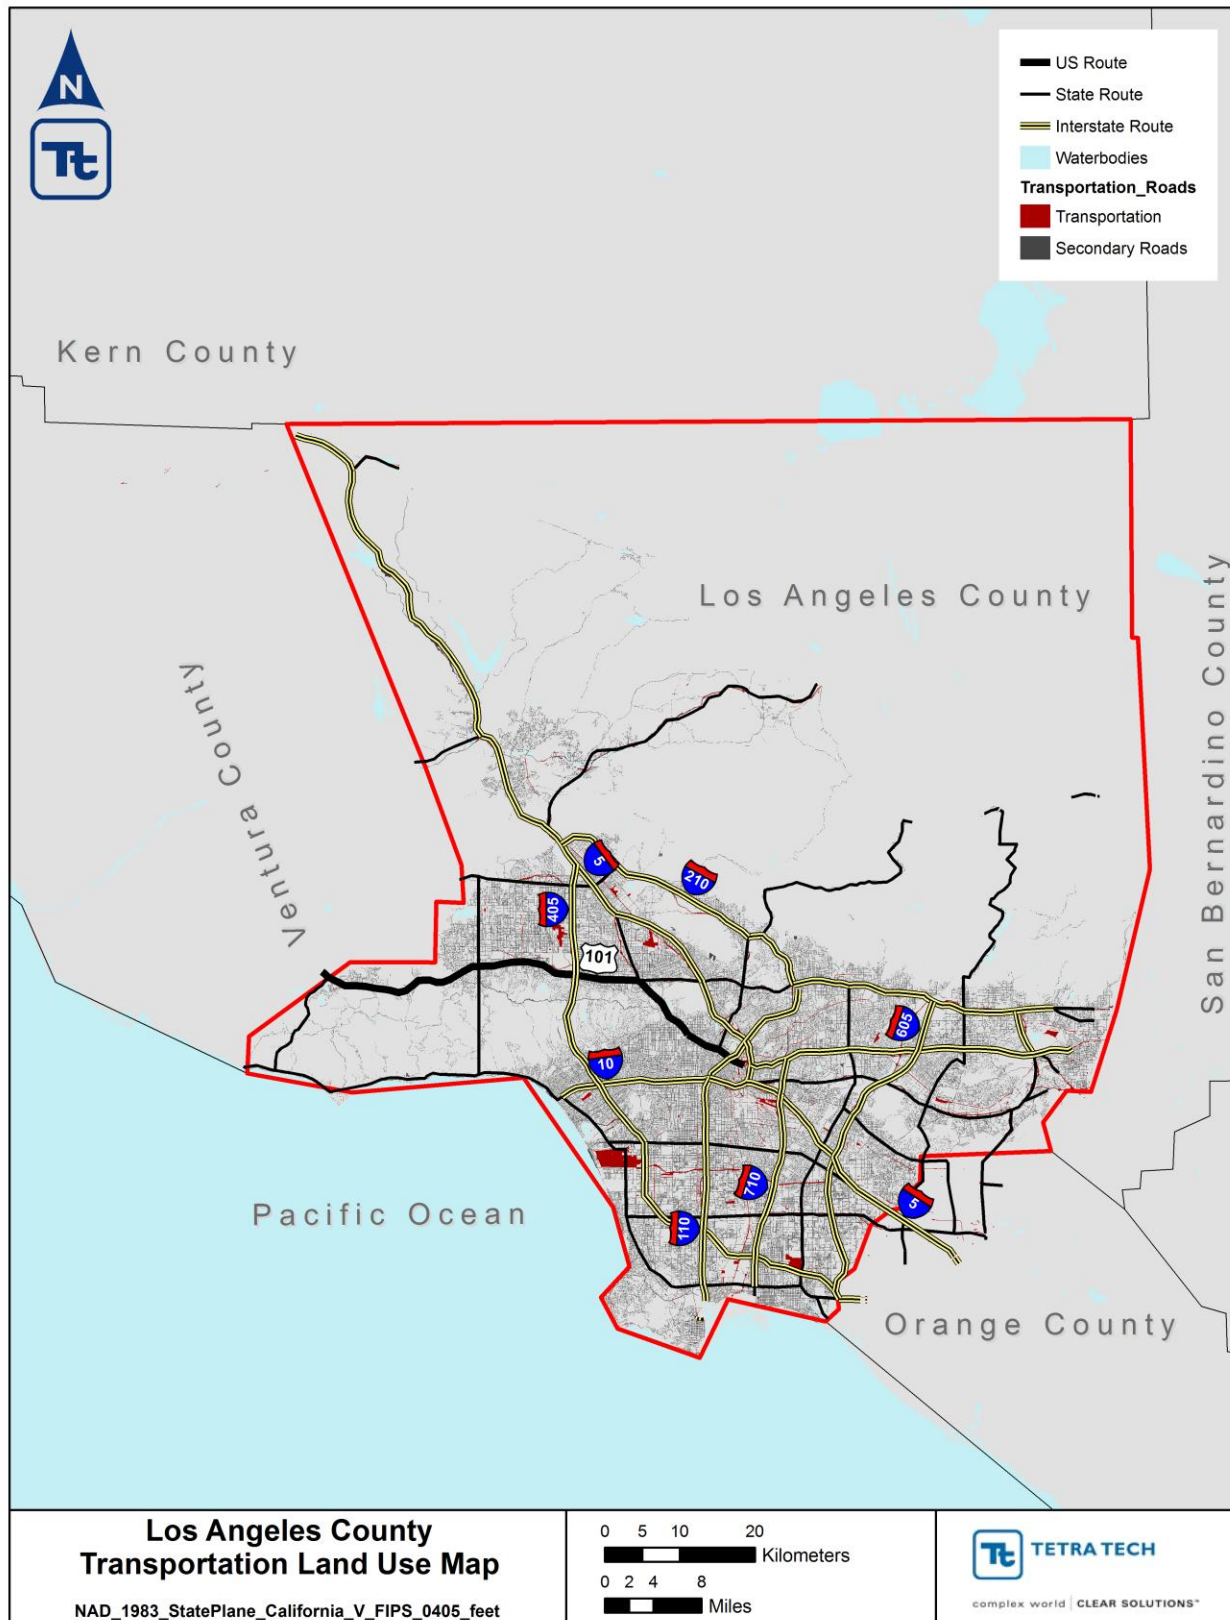 N
Tt
US Route
State Route
Interstate Route
Waterbodies
Transportation_Roads
Transportation
Secondary Roads
Kern County
Los Angeles County
Ventura County
San Bernardino County
5
210
405
101
605
10
710
5
110
Pacific Ocean
Orange County
Los Angeles County
Transportation Land Use Map
NAD_1983_StatePlane_California_V_FIPS_0405_feet
0 5 10 20
Kilometers
0 2 4 8
Miles
Tt TETRA TECH
complex world | CLEAR SOLUTIONS™